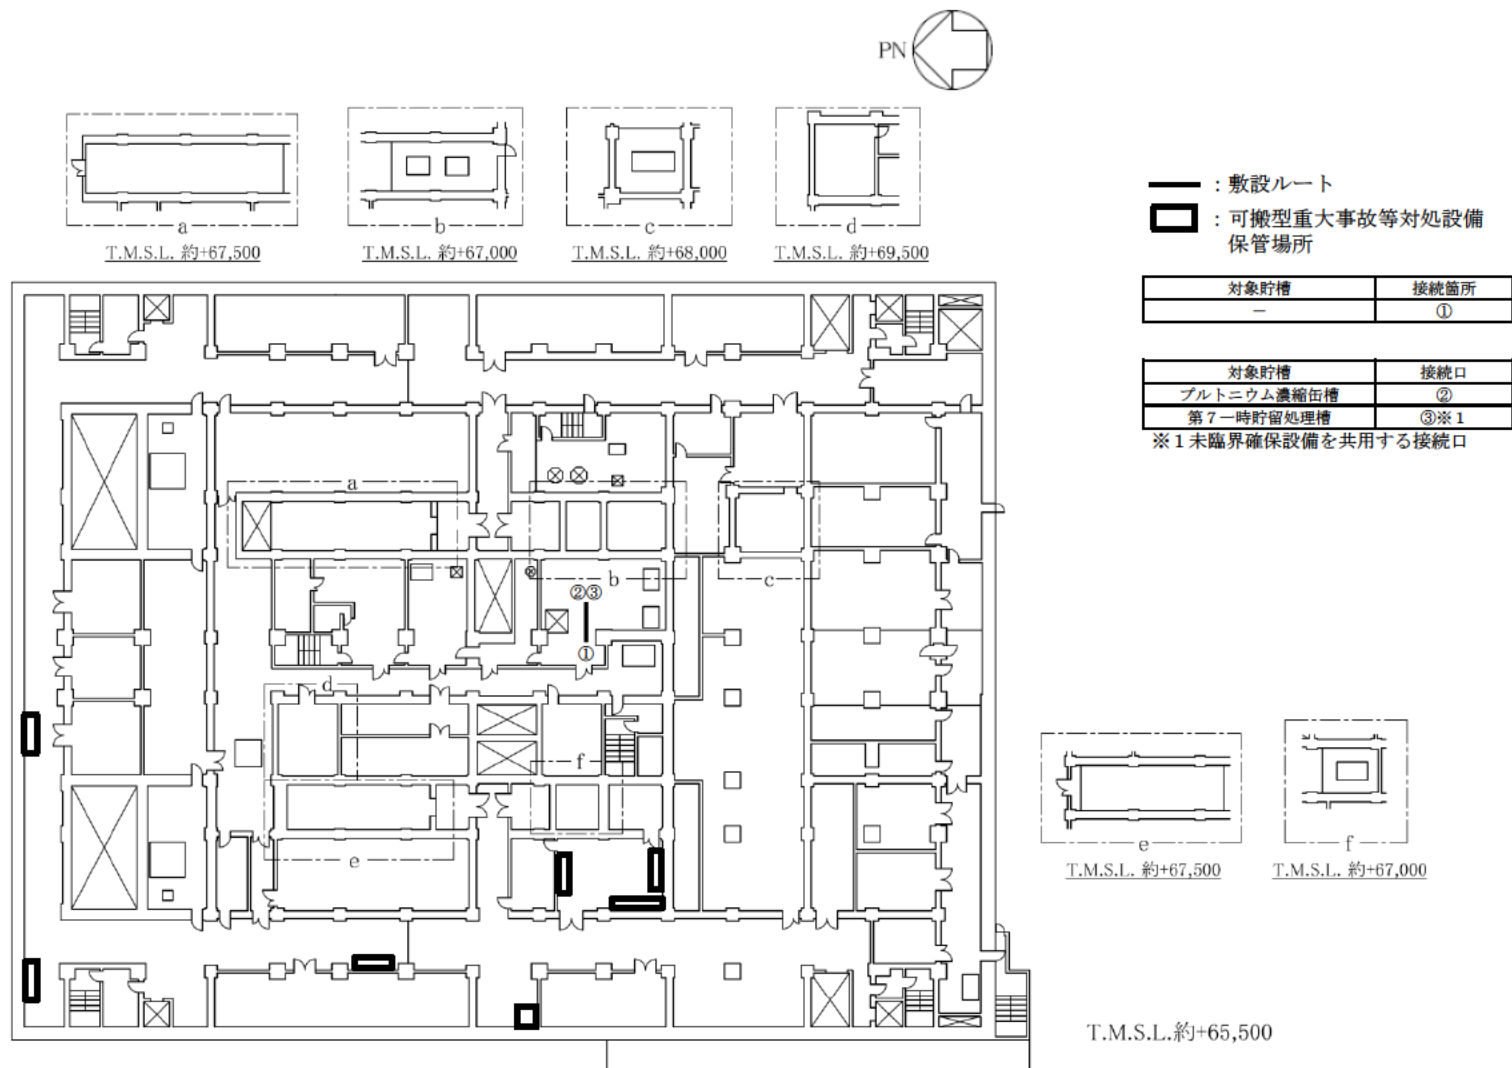 PN
a
T.M.S.L. 約+67,500
b
T.M.S.L. 約+67,000
c
T.M.S.L. 約+68,000
d
T.M.S.L. 約+69,500
：敷設ルート
：可搬型重大事故等対処設備
保管場所
対象貯槽 接続箇所
－ ①
対象貯槽 接続口
プルトニウム濃縮缶槽 ②
第７一時貯留処理槽 ③※１
※１未臨界確保設備を共用する接続口
a
b
c
②③
①
d
f
e
e
T.M.S.L. 約+67,500
f
T.M.S.L. 約+67,000
T.M.S.L.約+65,500